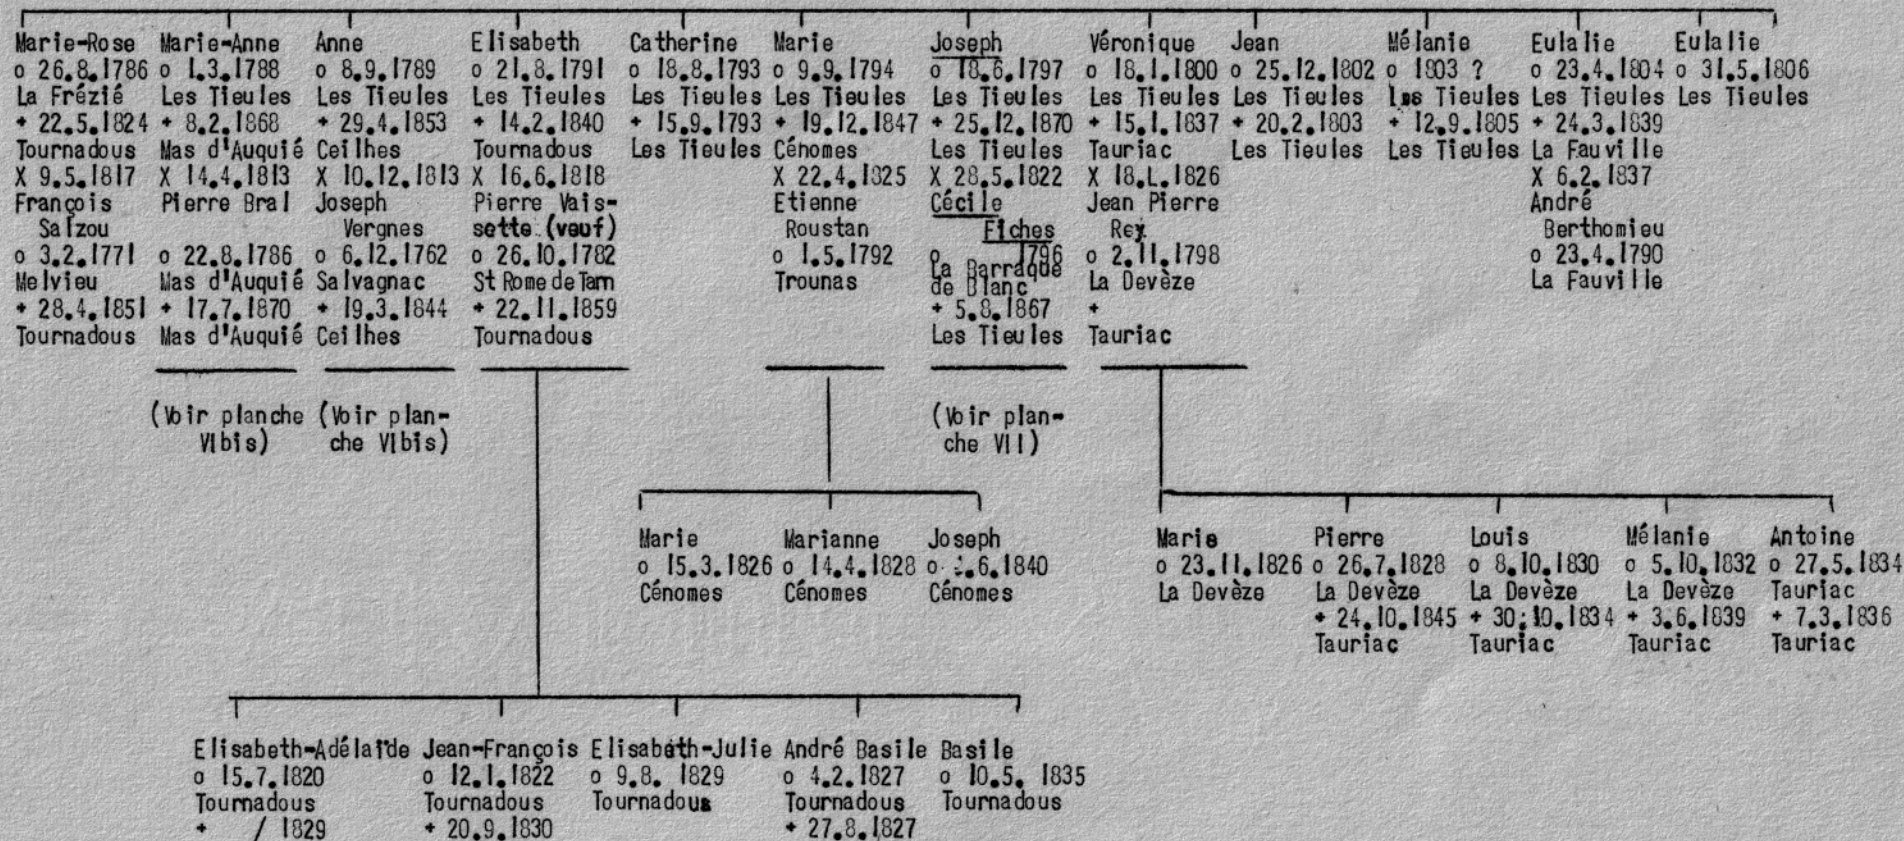 Marie-Rose
o 26.8.1786
La Frézié
+ 22.5.1824
Tournadous
X 9.5.1817
François
Salzou
o 3.2.1771
Melvieu
+ 28.4.1851
Tournadous
Marie-Anne
o 1.3.1788
Les Tieules
+ 8.2.1868
Mas d'Auquié
X 14.4.1813
Pierre Bral
o 22.8.1786
Mas d'Auquié
+ 17.7.1870
Mas d'Auquié
(Voir planche
VIbis)
Anne
o 8.9.1789
Les Tieules
+ 29.4.1853
Ceilhes
X 10.12.1813
Joseph
Vergnes
o 6.12.1762
Salvagnac
+ 19.3.1844
Ceilhes
(Voir plan-
che VIbis)
Elisabeth
o 21.8.1791
Les Tieules
+ 14.2.1840
Tournadous
X 16.6.1818
Pierre Vais-
sette (veuf)
o 26.10.1782
St Rome de Tarn
+ 22.11.1859
Tournadous
Catherine
o 18.8.1793
Les Tieules
+ 15.9.1793
Les Tieules
Marie
o 9.9.1794
Les Tieules
+ 19.12.1847
Cénomes
X 22.4.1825
Etienne
Roustan
o 1.5.1792
Trounas
Joseph
o 18.6.1797
Les Tieules
+ 25.12.1870
Les Tieules
X 28.5.1822
Cécile
Fiches
o 1796
La Barraque
de Blanc
+ 5.8.1867
Les Tieules
(Voir plan-
che VII)
Véronique
o 18.1.1800
Les Tieules
+ 15.1.1837
Tauriac
X 18.L.1826
Jean Pierre
Rey
o 2.11.1798
La Devèze
+
Tauriac
Jean
o 25.12.1802
Les Tieules
+ 20.2.1803
Les Tieules
Mélanie
o 1803 ?
Les Tieules
+ 12.9.1805
Les Tieules
Eulalie
o 23.4.1804
Les Tieules
+ 24.3.1839
La Fauville
X 6.2.1837
André
Berthomieu
o 23.4.1790
La Fauville
Eulalie
o 31.5.1806
Les Tieules
Marie
o 15.3.1826
Cénomes
Marianne
o 14.4.1828
Cénomes
Joseph
o .6.1840
Cénomes
Marie
o 23.11.1826
La Devèze
Pierre
o 26.7.1828
La Devèze
+ 24.10.1845
Tauriac
Louis
o 8.10.1830
La Devèze
+ 30;10.1834
Tauriac
Mélanie
o 5.10.1832
La Devèze
+ 3.6.1839
Tauriac
Antoine
o 27.5.1834
Tauriac
+ 7.3.1836
Tauriac
Elisabeth-Adélaïde
o 15.7.1820
Tournadous
+ / 1829
Jean-François
o 12.1.1822
Tournadous
+ 20.9.1830
Elisabeth-Julie
o 9.8. 1829
Tournadous
André Basile
o 4.2.1827
Tournadous
+ 27.8.1827
Basile
o 10.5. 1835
Tournadous